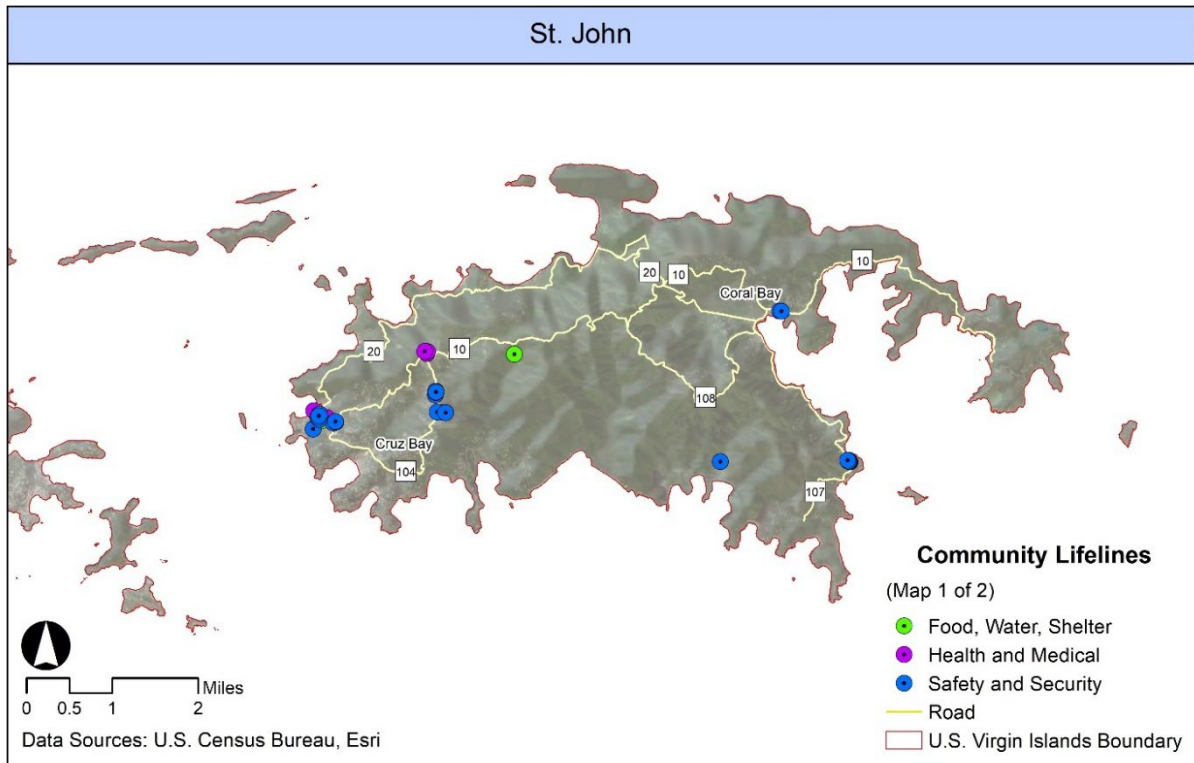 St. John
20
10
10
Coral Bay
20
10
108
Cruz Bay
104
107
Community Lifelines
(Map 1 of 2)
Food, Water, Shelter
Health and Medical
Safety and Security
Road
U.S. Virgin Islands Boundary
Miles
0 0.5 1 2
Data Sources: U.S. Census Bureau, Esri